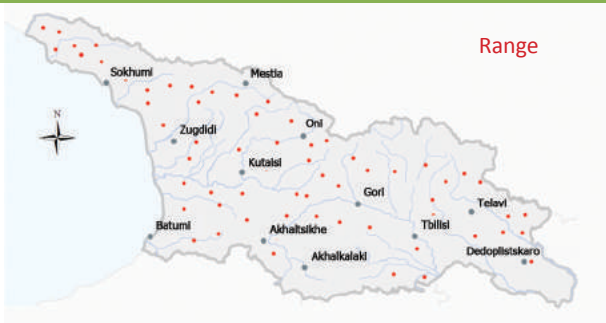 Range
Sokhumi
Mestia
N
Zugdidi
Oni
Kutaisi
Gori
Telavi
Batumi
Akhaltsikhe
Tbilisi
Dedoplistskaro
Akhalkalaki